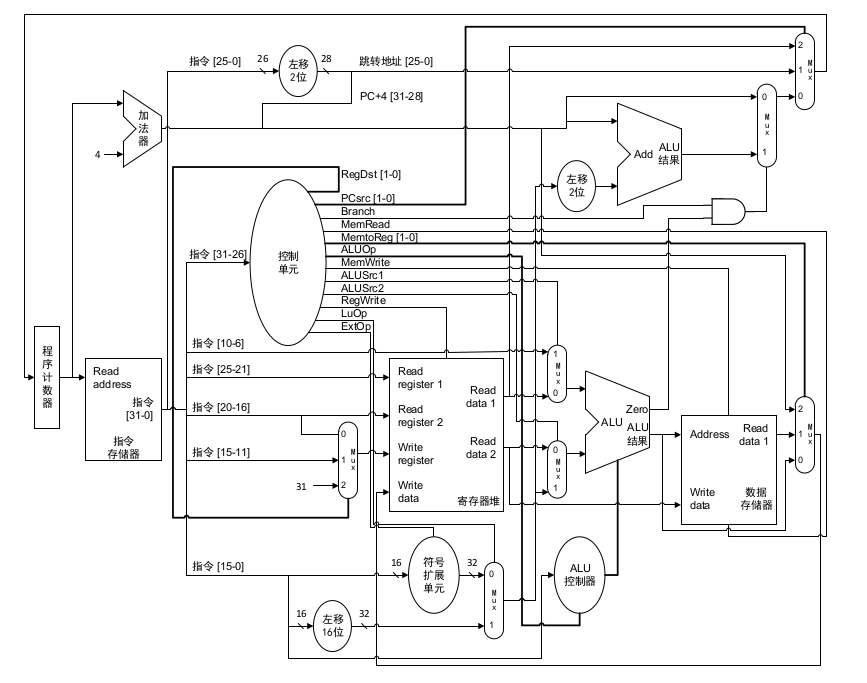 指令 [25-0]
26
左移
2位
28
跳转地址 [25-0]
PC+4 [31-28]
2
1
0
Mux
加法器
4
0
1
Mux
Add
ALU
结果
左移
2位
RegDst [1-0]
PCsrc [1-0]
Branch
MemRead
MemtoReg [1-0]
ALUOp
MemWrite
ALUSrc1
ALUSrc2
RegWrite
LuOp
ExtOp
控制
单元
指令 [31-26]
指令 [10-6]
指令 [25-21]
指令 [20-16]
指令 [15-11]
31
0
1
2
Mux
程序计数器
Read
address
指令
[31-0]
指令
存储器
Read
register 1
Read
register 2
Write
register
Write
data
Read
data 1
Read
data 2
寄存器堆
1
0
Mux
0
1
Mux
Zero
ALU
ALU
结果
Address
Read
data 1
Write
data
数据
存储器
2
1
0
Mux
指令 [15-0]
16
符号
扩展
单元
32
0
1
Mux
16
左移
16位
32
ALU
控制器